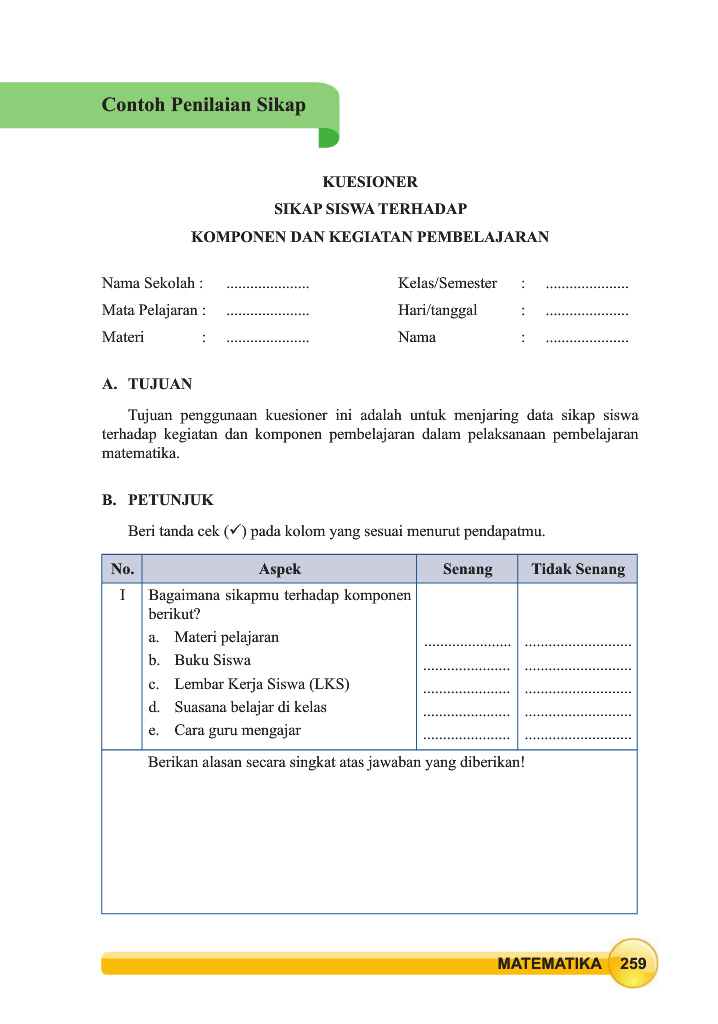 Contoh Penilaian Sikap
KUESIONER
SIKAP SISWA TERHADAP
KOMPONEN DAN KEGIATAN PEMBELAJARAN
Nama Sekolah : ..................... Kelas/Semester : .....................
Mata Pelajaran : ..................... Hari/tanggal : .....................
Materi : ..................... Nama : .....................
A. TUJUAN
Tujuan penggunaan kuesioner ini adalah untuk menjaring data sikap siswa
terhadap kegiatan dan komponen pembelajaran dalam pelaksanaan pembelajaran
matematika.
B. PETUNJUK
Beri tanda cek (✓) pada kolom yang sesuai menurut pendapatmu.
No. Aspek Senang Tidak Senang
I Bagaimana sikapmu terhadap komponen
berikut?
a. Materi pelajaran ...................... ...........................
b. Buku Siswa ...................... ...........................
c. Lembar Kerja Siswa (LKS) ...................... ...........................
d. Suasana belajar di kelas ...................... ...........................
e. Cara guru mengajar ...................... ...........................
Berikan alasan secara singkat atas jawaban yang diberikan!
MATEMATIKA 259